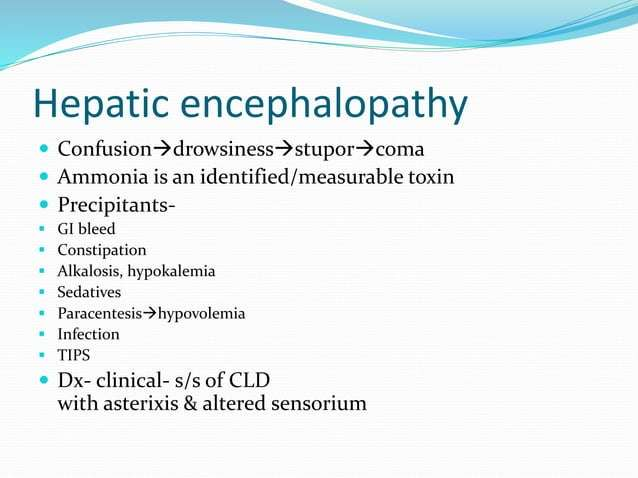 Hepatic encephalopathy
• Confusion→drowsiness→stupor→coma
• Ammonia is an identified/measurable toxin
• Precipitants-
▪ GI bleed
▪ Constipation
▪ Alkalosis, hypokalemia
▪ Sedatives
▪ Paracentesis→hypovolemia
▪ Infection
▪ TIPS
• Dx- clinical- s/s of CLD
with asterixis & altered sensorium